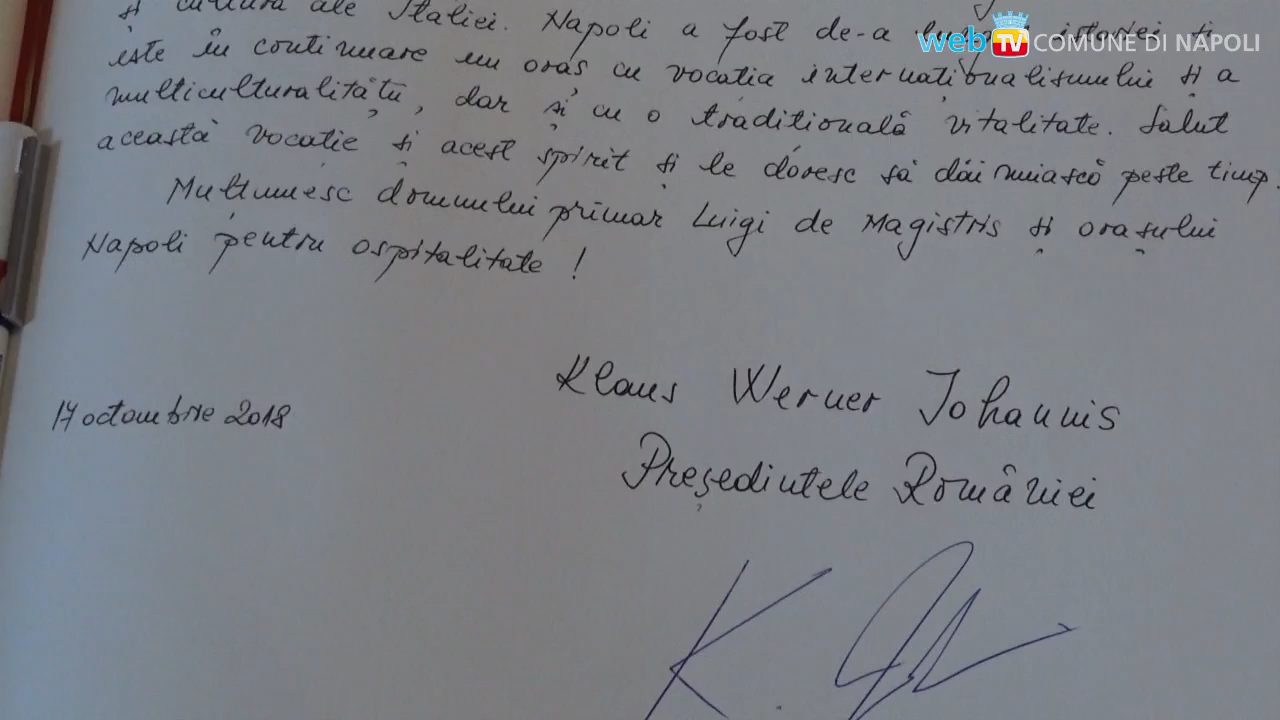 și cultura ale Italiei. Napoli a fost de-a istoriei și
este în continuare un oraș cu vocația internaționalismului și a
multiculturalității, dar și cu o tradițională vitalitate. Salut
această vocație și acest spirit și le doresc să dăinuiască peste timp.
Mulțumesc domnului primar Luigi de Magistris și orașului
Napoli pentru ospitalitate!
Klaus Werner Johannis
17 octombrie 2018
Președintele României
K.
web TV COMUNE DI NAPOLI